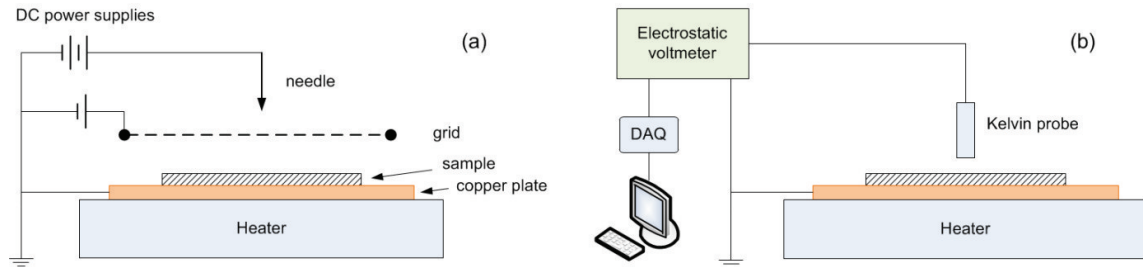 DC power supplies
(a)
needle
grid
sample
copper plate
Heater
Electrostatic
voltmeter
(b)
DAQ
Kelvin probe
Heater